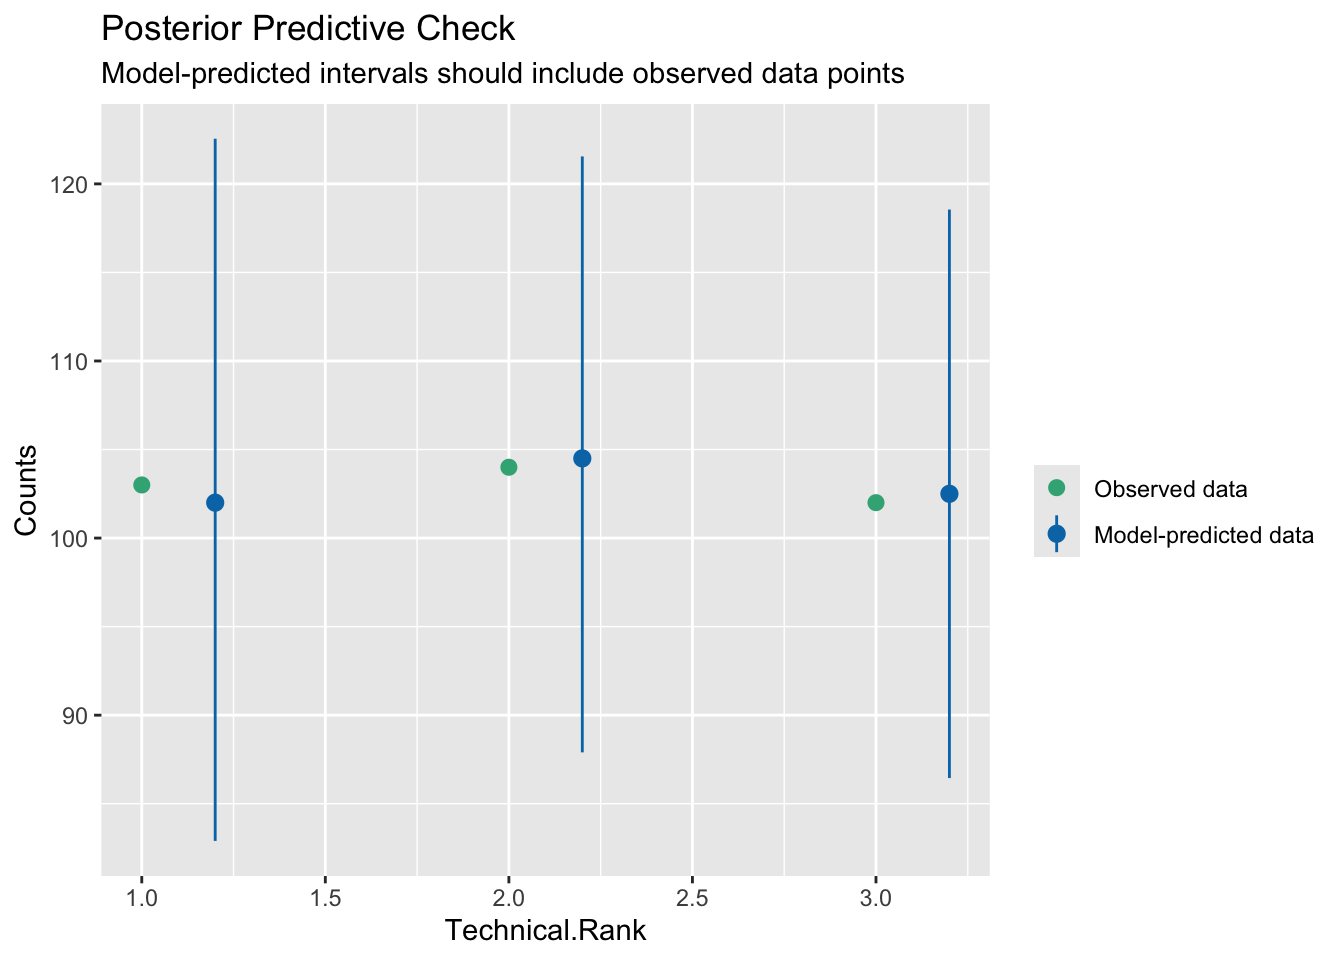 Posterior Predictive Check
Model-predicted intervals should include observed data points
120
110
100
90
Counts
1.0 1.5 2.0 2.5 3.0
Technical.Rank
Observed data
Model-predicted data